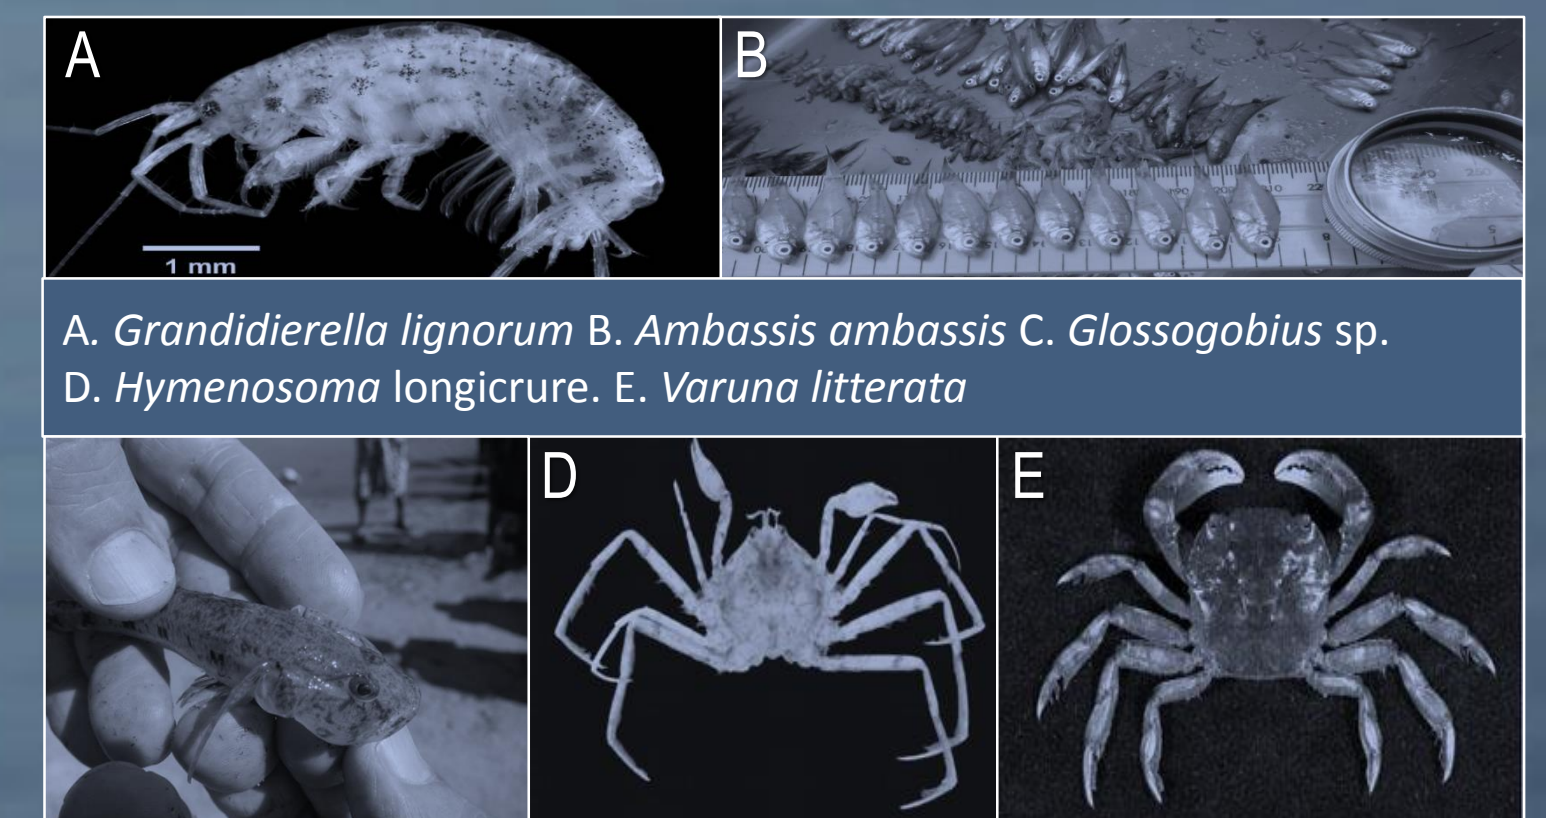 A
B
1 mm
A. Grandidierella lignorum B. Ambassis ambassis C. Glossogobius sp.
D. Hymenosoma longicrure. E. Varuna litterata
D
E